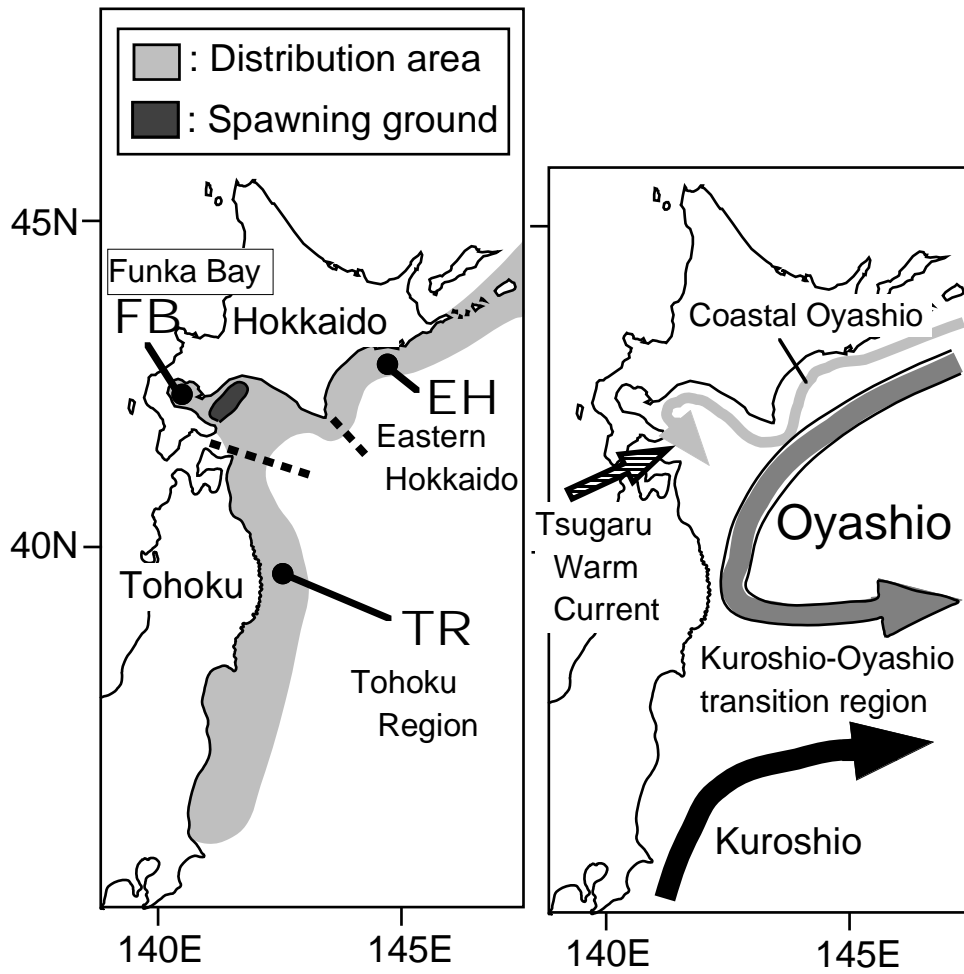 : Distribution area
: Spawning ground
45N
Funka Bay
FB
Hokkaido
EH
Eastern
Hokkaido
40N
Tohoku
TR
Tohoku
Region
140E
145E
Coastal Oyashio
Tsugaru
Warm
Current
Oyashio
Kuroshio-Oyashio
transition region
Kuroshio
140E
145E